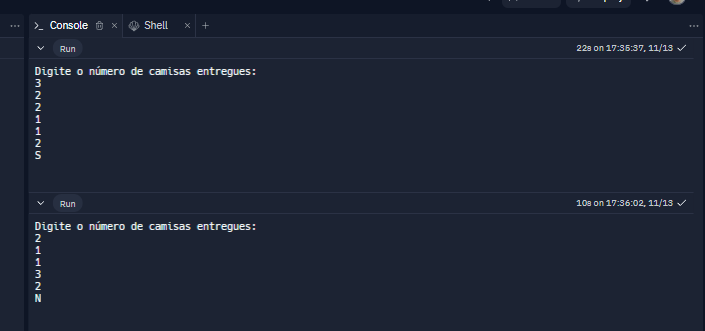 Console Shell
Run 22s on 17:35:37, 11/13
Digite o número de camisas entregues:
3
2
2
1
1
2
S
Run 10s on 17:36:02, 11/13
Digite o número de camisas entregues:
2
1
1
3
2
N